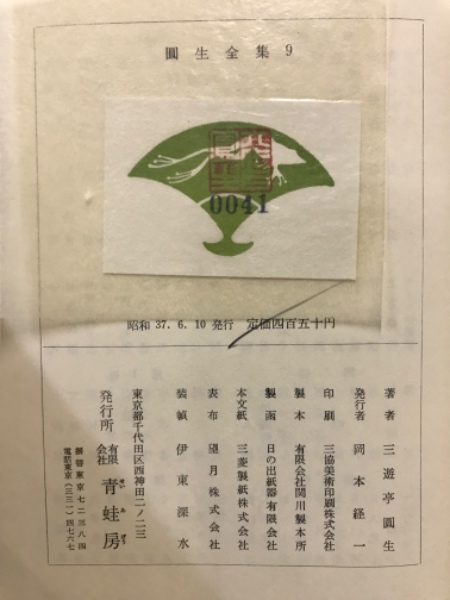 圓生全集 9
0041
昭和 37.6.10 発行 定価四百五十円
著者 三遊亭圓生
発行者 岡本経一
印刷 三協美術印刷株式会社
製本 有限会社関川製本所
製函 日の出紙器有限会社
本文紙 三菱製紙株式会社
表布 望月株式会社
装幀 伊東深水
東京都千代田区西神田二ノ二三
発行所 有限会社 青蛙房
振替東京七二三八四
電話東京(三三一)四七六七